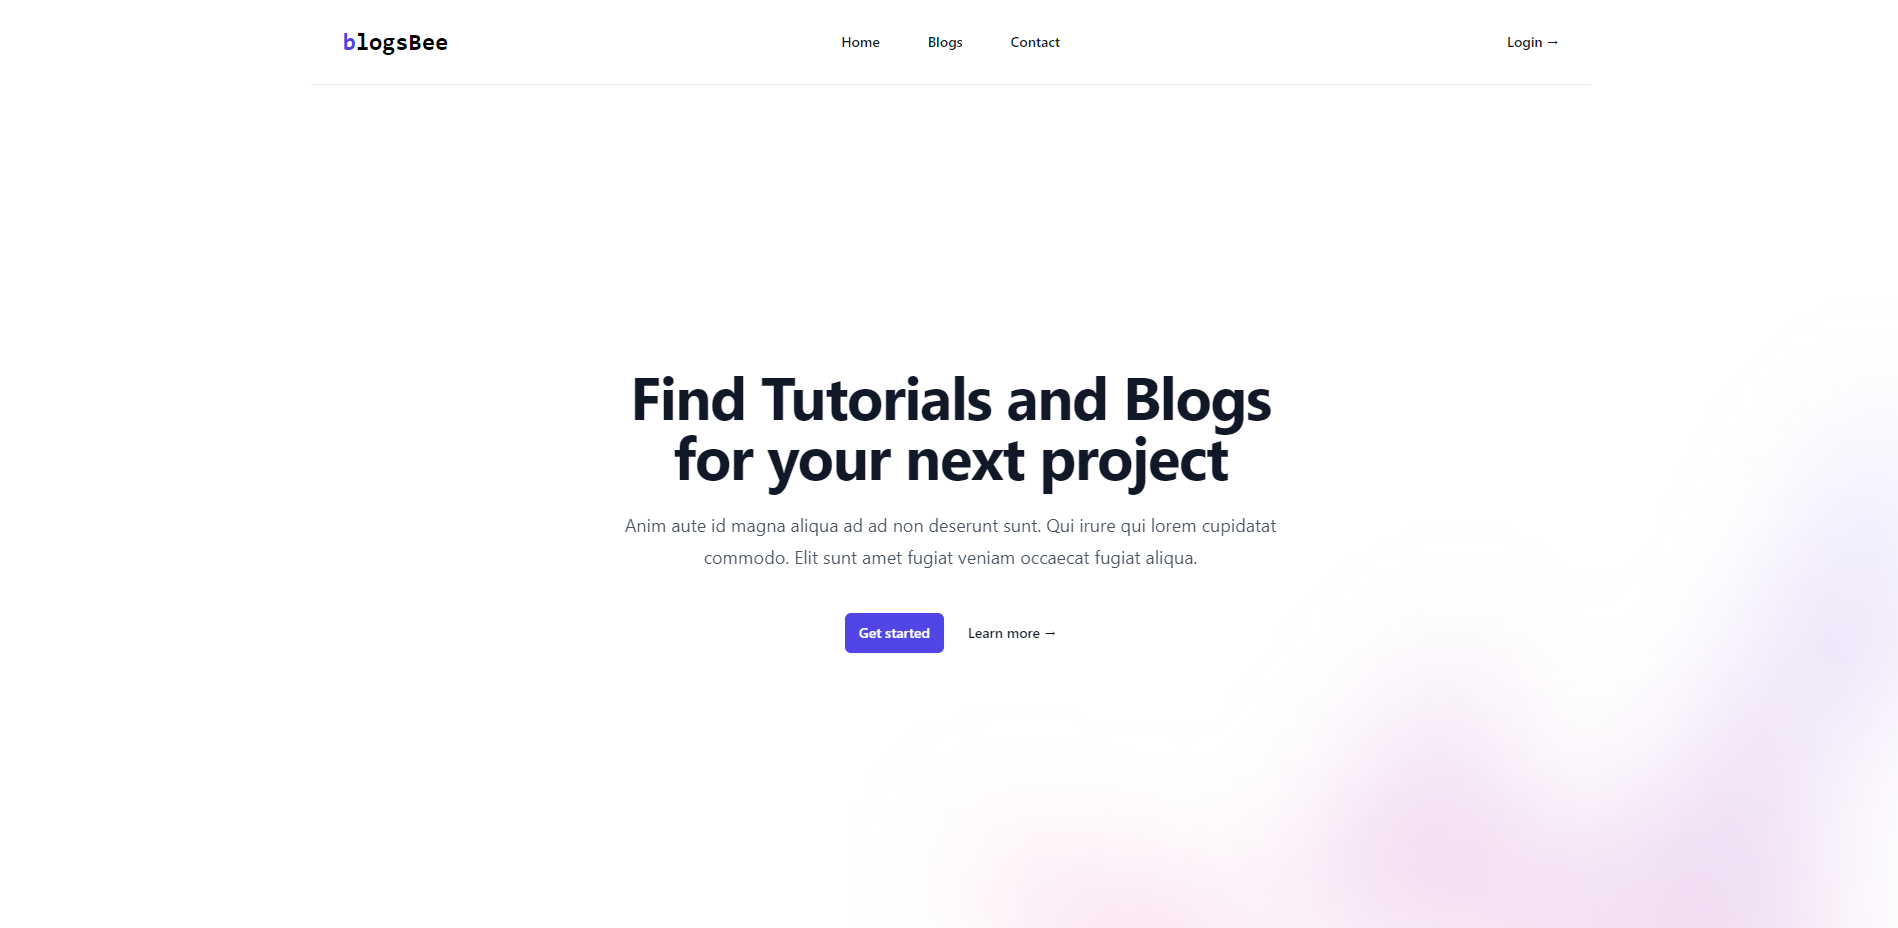 blogsBee
Home Blogs Contact
Login →
Find Tutorials and Blogs
for your next project
Anim aute id magna aliqua ad ad non deserunt sunt. Qui irure qui lorem cupidatat
commodo. Elit sunt amet fugiat veniam occaecat fugiat aliqua.
Get started
Learn more →